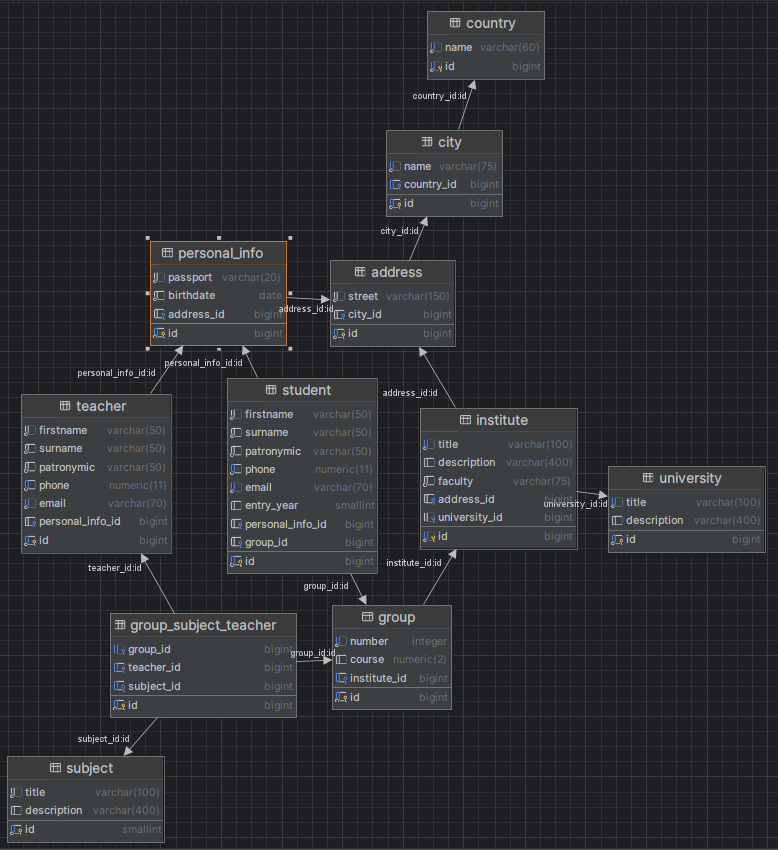 country
name varchar(60)
id bigint
country_id:id
city
name varchar(75)
country_id bigint
id bigint
city_id:id
personal_info
passport varchar(20)
birthdate date
address_id bigint
id bigint
address_id:id
address
street varchar(150)
city_id bigint
id bigint
personal_info_id:id
personal_info_id:id
address_id:id
teacher
firstname varchar(50)
surname varchar(50)
patronymic varchar(50)
phone numeric(11)
email varchar(70)
personal_info_id bigint
id bigint
student
firstname varchar(50)
surname varchar(50)
patronymic varchar(50)
phone numeric(11)
email varchar(70)
entry_year smallint
personal_info_id bigint
group_id bigint
id bigint
institute
title varchar(100)
description varchar(400)
faculty varchar(75)
address_id bigint
university_id bigint
id bigint
university_id:id
university
title varchar(100)
description varchar(400)
id bigint
teacher_id:id
group_id:id
institute_id:id
group_subject_teacher
group_id bigint
teacher_id bigint
subject_id bigint
id bigint
group_id:id
group
number integer
course numeric(2)
institute_id bigint
id bigint
subject_id:id
subject
title varchar(100)
description varchar(400)
id smallint